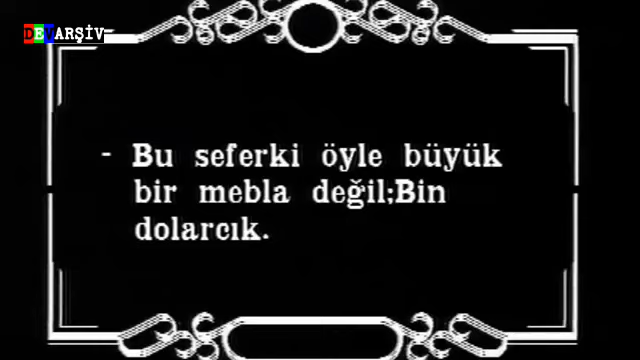 DEVARŞİV
- Bu seferki öyle büyük
bir mebla değil;Bin
dolarcık.